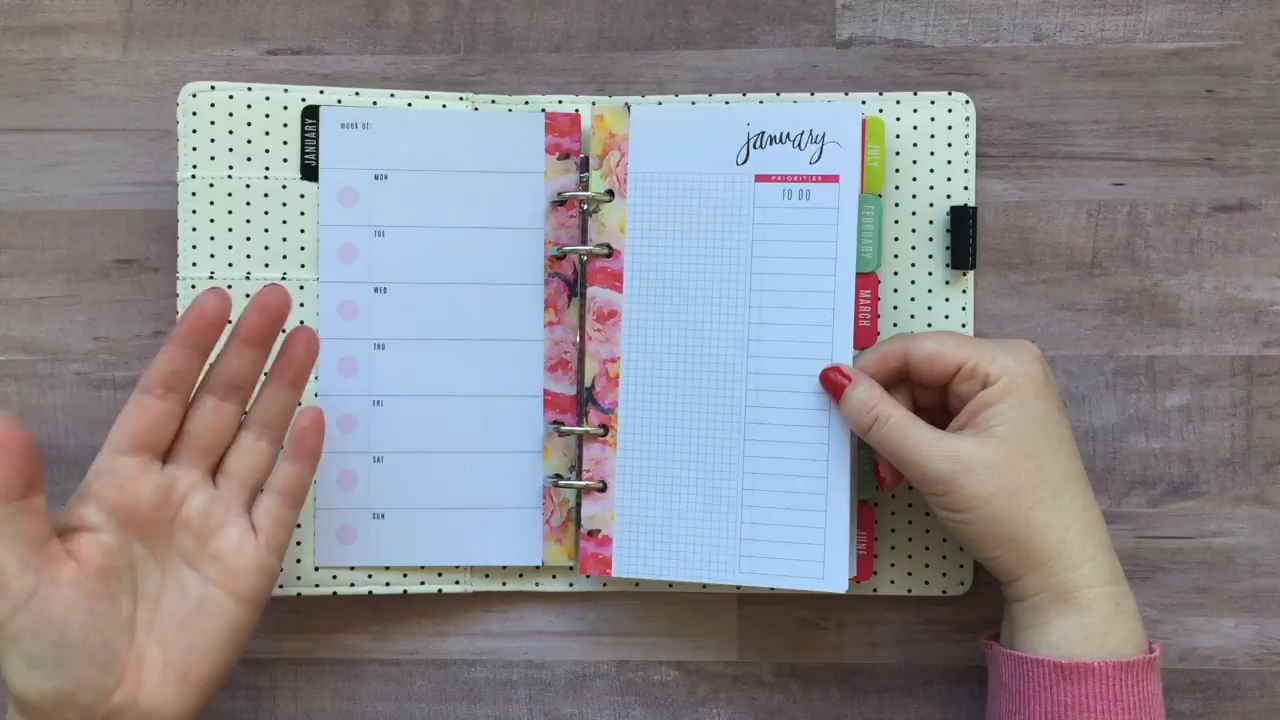 JANUARY
week of:
MON
TUE
WED
THU
FRI
SAT
SUN
january
PRIORITIES
TO DO
JULY
FEBRUARY
MARCH
JUNE